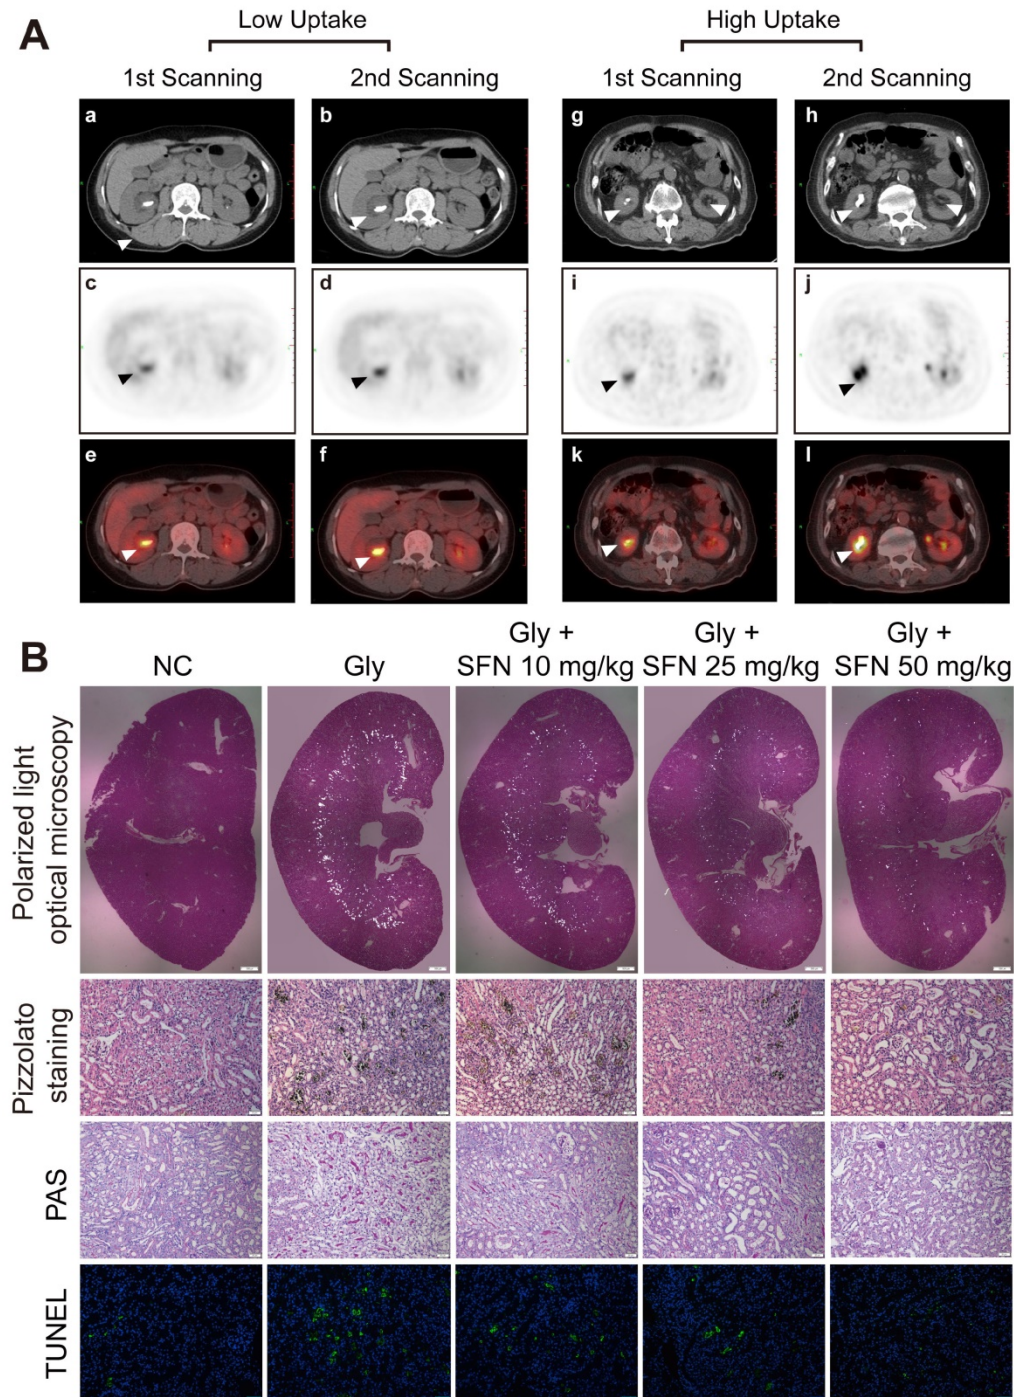 A
Low Uptake
High Uptake
1st Scanning
2nd Scanning
1st Scanning
2nd Scanning
a
b
g
h
c
d
i
j
e
f
k
l
B
NC
Gly
Gly +
SFN 10 mg/kg
Gly +
SFN 25 mg/kg
Gly +
SFN 50 mg/kg
Polarized light
optical microscopy
Pizzolato
staining
PAS
TUNEL